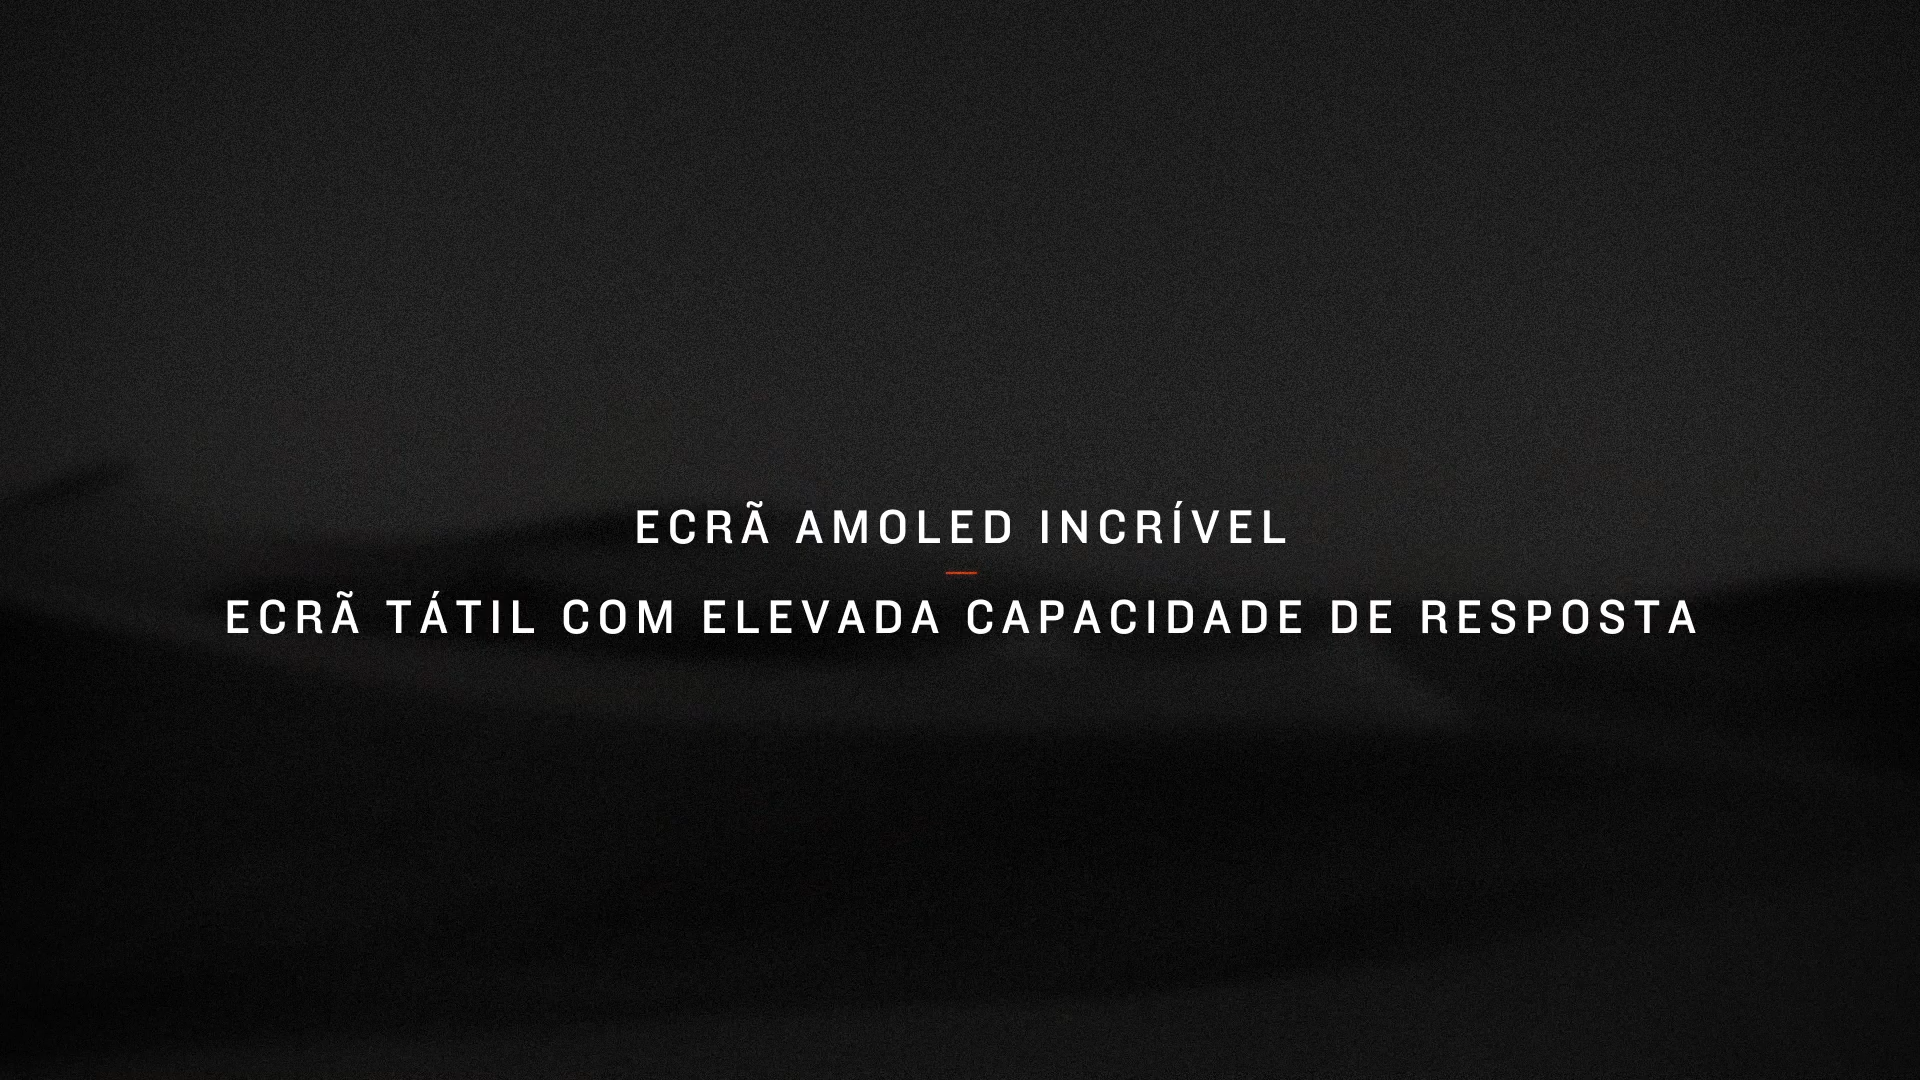 ECRÃ AMOLED INCRÍVEL
ECRÃ TÁTIL COM ELEVADA CAPACIDADE DE RESPOSTA